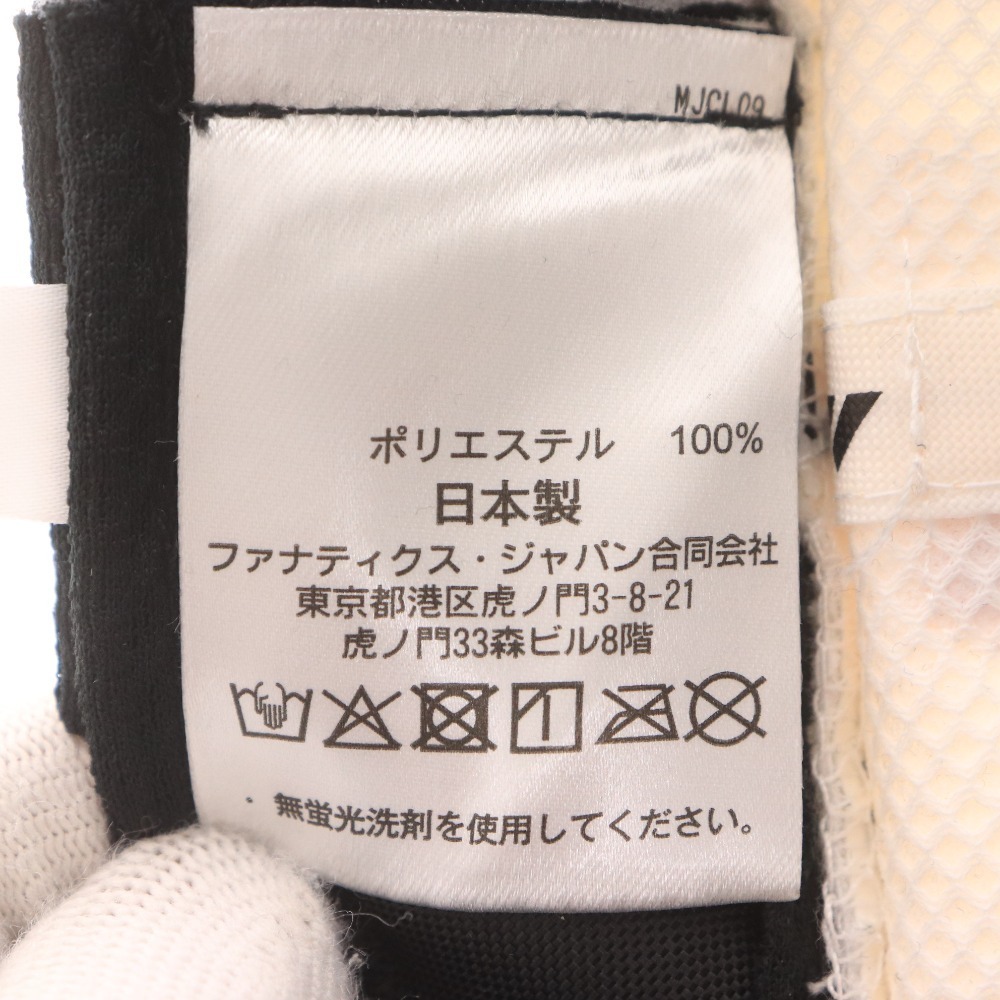 MJCL09
ポリエステル 100%
日本製
ファナティクス・ジャパン合同会社
東京都港区虎ノ門3-8-21
虎ノ門33森ビル8階
・無蛍光洗剤を使用してください。